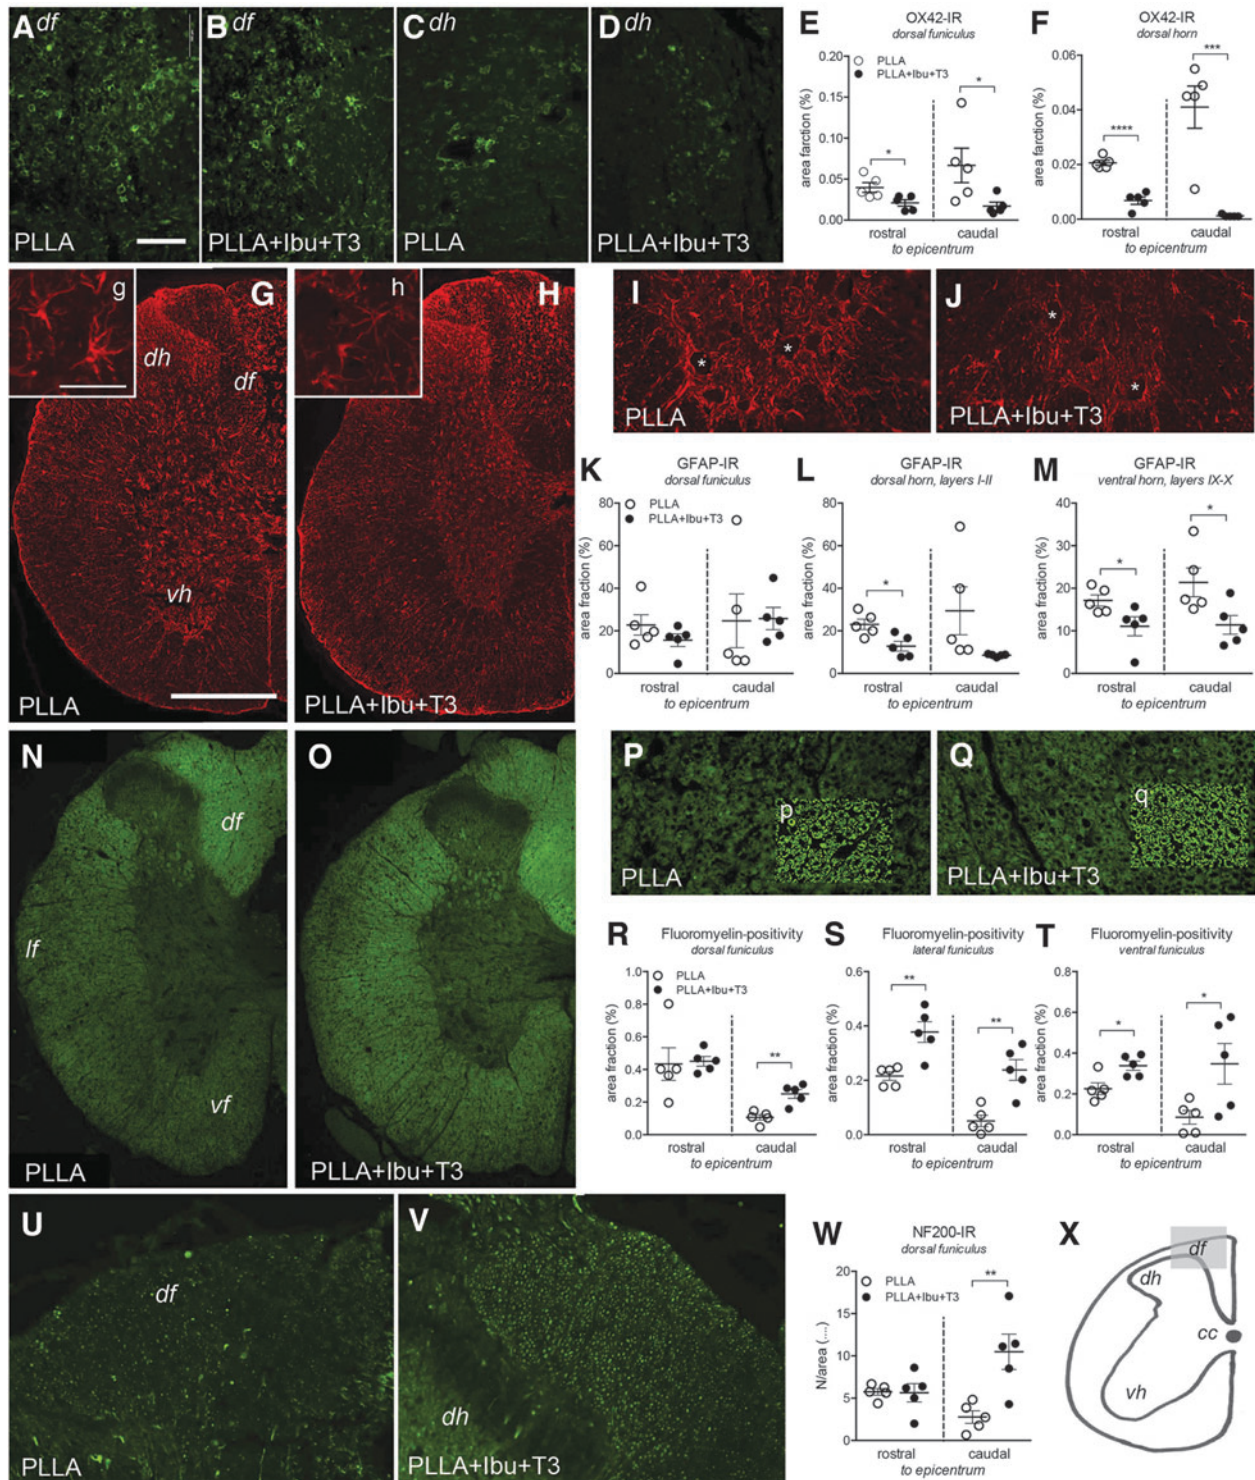 A df
B df
C dh
D dh
PLLA
PLLA+Ibu+T3
PLLA
PLLA+Ibu+T3
E
OX42-IR
dorsal funiculus
PLLA
PLLA+Ibu+T3
area farction (%)
0.20
0.15
0.10
0.05
0.00
*
*
rostral caudal
to epicentrum
F
OX42-IR
dorsal horn
area fraction (%)
0.06
0.04
0.02
0.00
****
***
rostral caudal
to epicentrum
g
G
dh
df
vh
PLLA
h
H
PLLA+Ibu+T3
I
*
*
PLLA
J
*
*
PLLA+Ibu+T3
K
GFAP-IR
dorsal funiculus
PLLA
PLLA+Ibu+T3
area fraction (%)
80
60
40
20
0
rostral caudal
to epicentrum
L
GFAP-IR
dorsal horn, layers I-II
area fraction (%)
80
60
40
20
0
*
rostral caudal
to epicentrum
M
GFAP-IR
ventral horn, layers IX-X
area fraction (%)
40
30
20
10
0
*
*
rostral caudal
to epicentrum
N
df
lf
vf
PLLA
O
PLLA+Ibu+T3
P
p
PLLA
Q
q
PLLA+Ibu+T3
R
Fluoromyelin-positivity
dorsal funiculus
PLLA
PLLA+Ibu+T3
area fraction (%)
1.0
0.8
0.6
0.4
0.2
0.0
**
rostral caudal
to epicentrum
S
Fluoromyelin-positivity
lateral funiculus
area fraction (%)
0.6
0.4
0.2
0.0
**
**
rostral caudal
to epicentrum
T
Fluoromyelin-positivity
ventral funiculus
area fraction (%)
0.8
0.6
0.4
0.2
0.0
*
*
rostral caudal
to epicentrum
U
df
PLLA
V
dh
PLLA+Ibu+T3
W
NF200-IR
dorsal funiculus
PLLA
PLLA+Ibu+T3
N/area (....)
20
15
10
5
0
**
rostral caudal
to epicentrum
X
df
dh
cc
vh